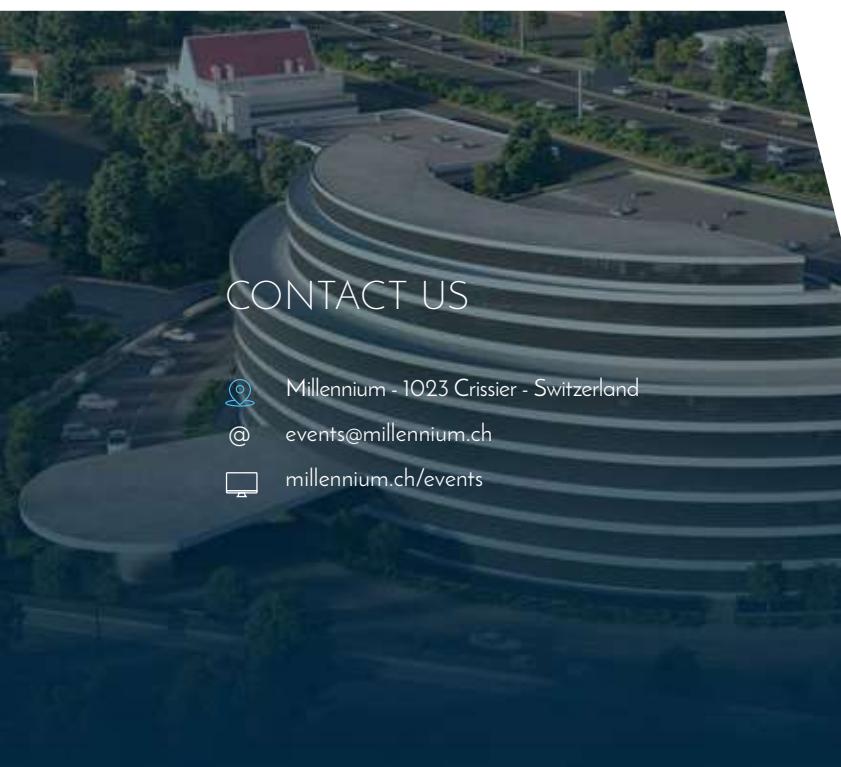 CONTACT US
Millennium - 1023 Crissier - Switzerland
@ events@millennium.ch
millennium.ch/events